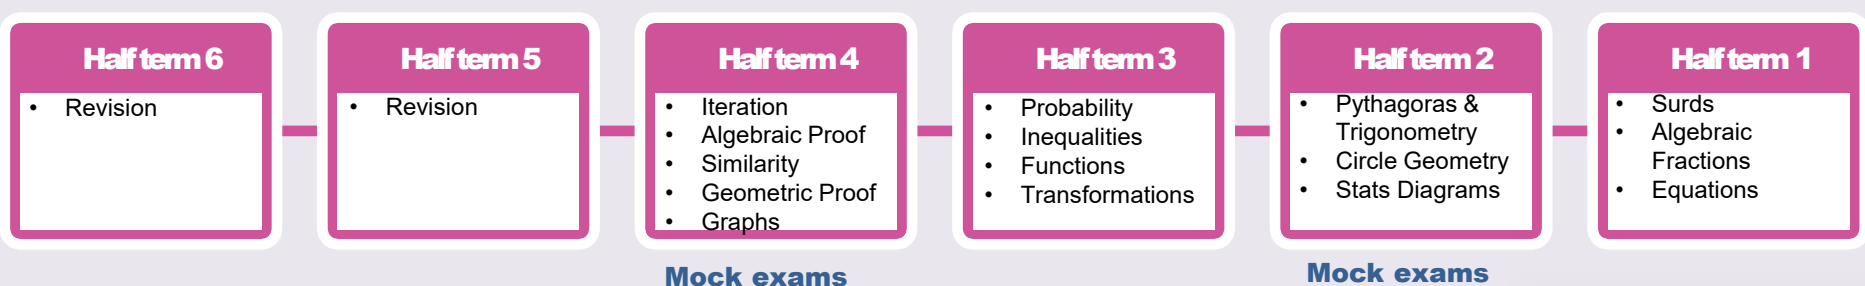 Half term 6
• Revision
Half term 5
• Revision
Half term 4
• Iteration
• Algebraic Proof
• Similarity
• Geometric Proof
• Graphs
Mock exams
Half term 3
• Probability
• Inequalities
• Functions
• Transformations
Half term 2
• Pythagoras &
Trigonometry
• Circle Geometry
• Stats Diagrams
Mock exams
Half term 1
• Surds
• Algebraic
Fractions
• Equations